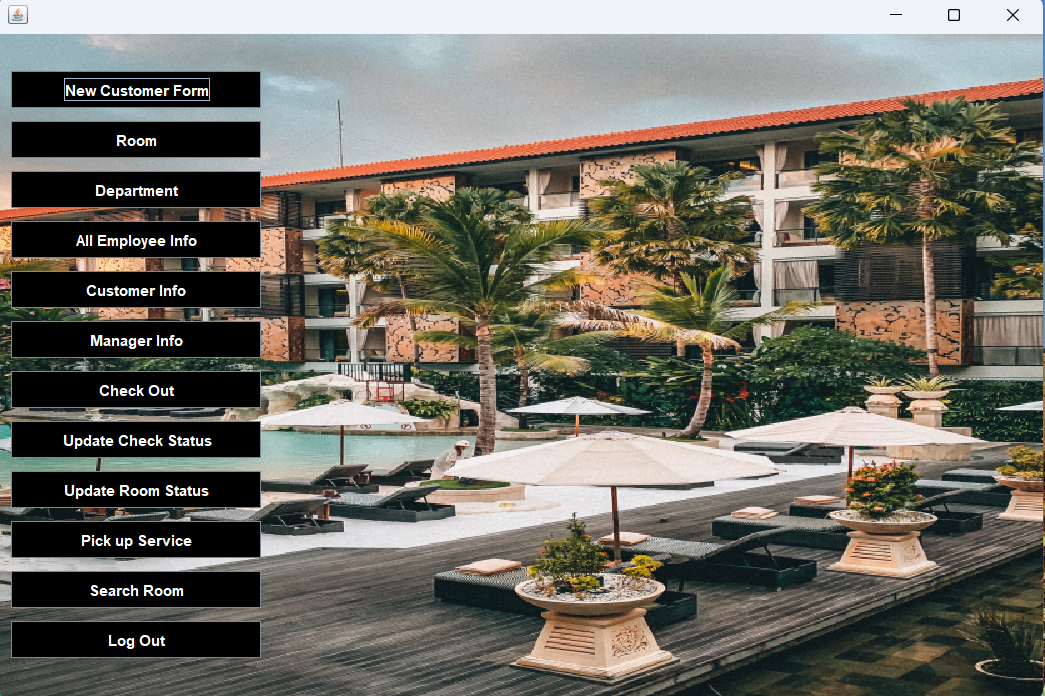 New Customer Form
Room
Department
All Employee Info
Customer Info
Manager Info
Check Out
Update Check Status
Update Room Status
Pick up Service
Search Room
Log Out